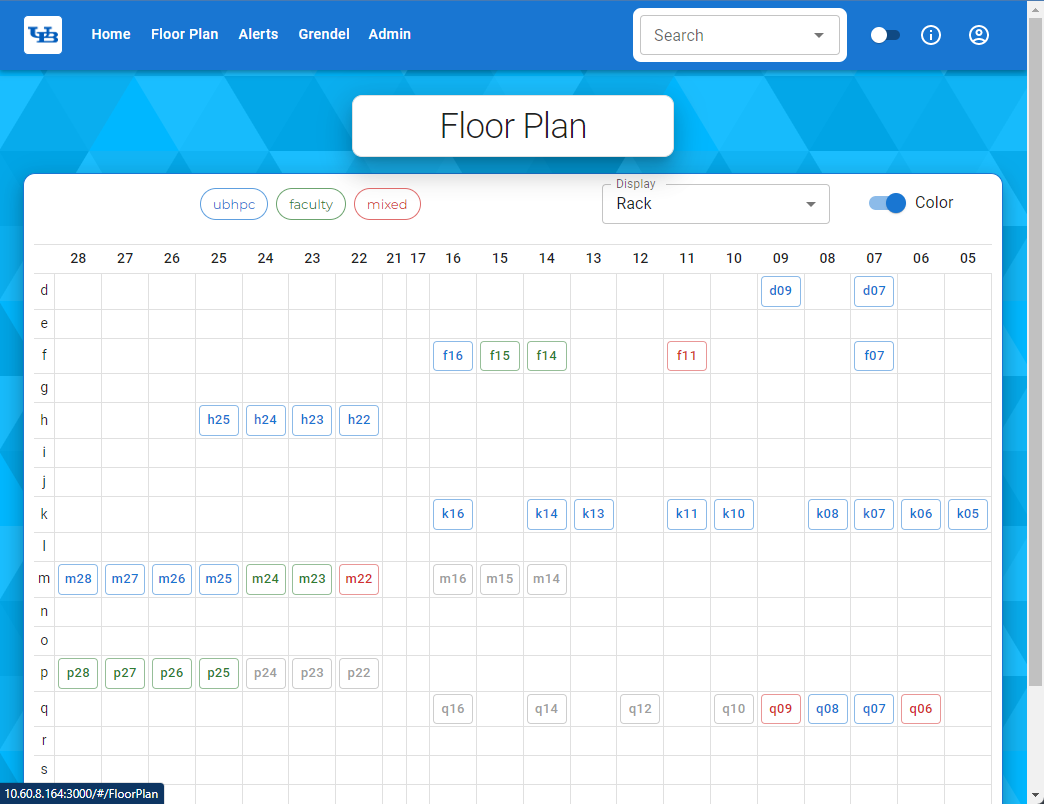 UB Home Floor Plan Alerts Grendel Admin Search
Floor Plan
ubhpc faculty mixed Display Rack Color
28 27 26 25 24 23 22 21 17 16 15 14 13 12 11 10 09 08 07 06 05
d d09 d07
e
f f16 f15 f14 f11 f07
g
h h25 h24 h23 h22
i
j
k k16 k14 k13 k11 k10 k08 k07 k06 k05
l
m m28 m27 m26 m25 m24 m23 m22 m16 m15 m14
n
o
p p28 p27 p26 p25 p24 p23 p22
q q16 q14 q12 q10 q09 q08 q07 q06
r
s
10.60.8.164:3000/#/FloorPlan